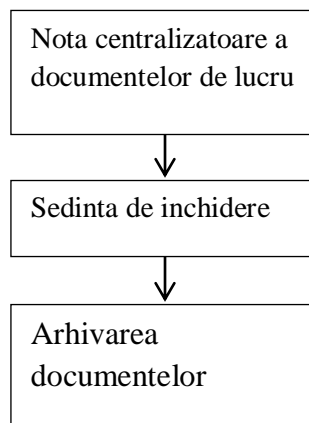 Nota centralizatoare a
documentelor de lucru
Sedinta de inchidere
Arhivarea
documentelor